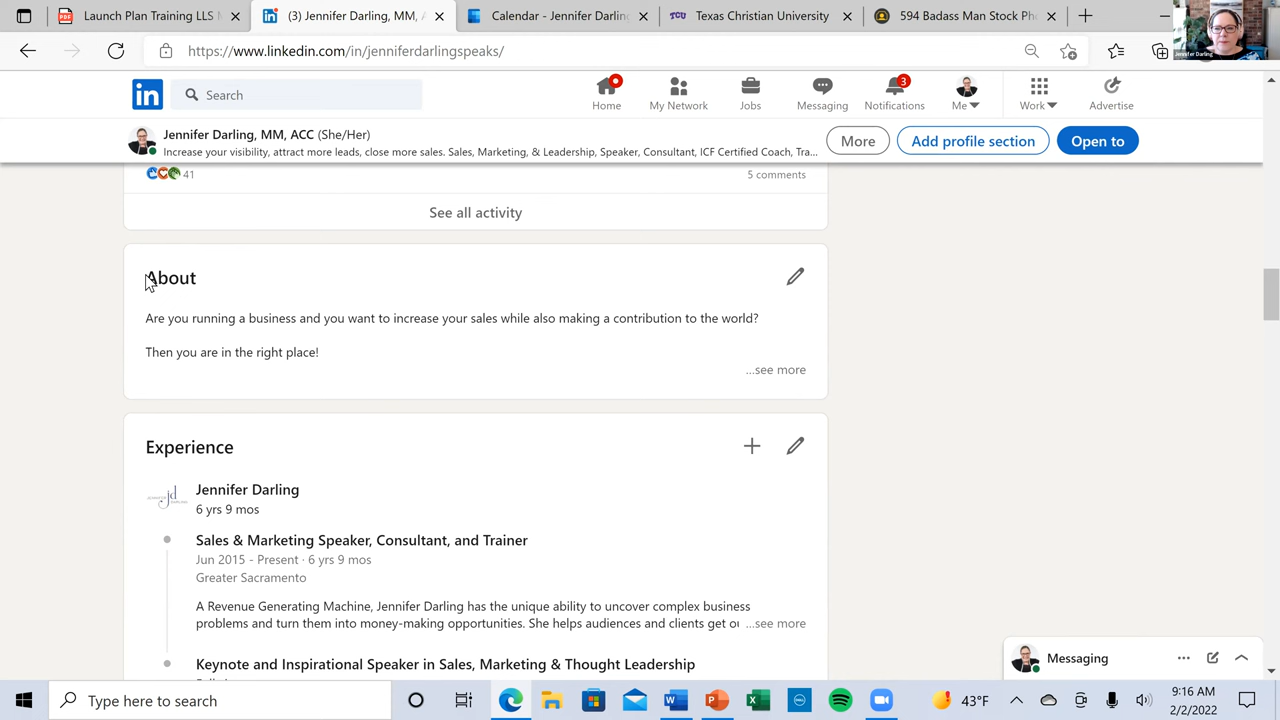 Launch Plan Training LLS M
(3) Jennifer Darling, MM, A
Calendar - Jennifer Darling
TCU
Texas Christian University
594 Badass Man Stock Ph
https://www.linkedin.com/in/jenniferdarlingspeaks/
Jennifer Darling
in
Search
Home
My Network
Jobs
Messaging
3
Notifications
Me
Work
Advertise
Jennifer Darling, MM, ACC (She/Her)
Increase your visibility, attract more leads, close more sales. Sales, Marketing, & Leadership, Speaker, Consultant, ICF Certified Coach, Tra...
More
Add profile section
Open to
41
5 comments
See all activity
About
Are you running a business and you want to increase your sales while also making a contribution to the world?
Then you are in the right place!
...see more
Experience
Jennifer Darling
6 yrs 9 mos
Sales & Marketing Speaker, Consultant, and Trainer
Jun 2015 - Present · 6 yrs 9 mos
Greater Sacramento
A Revenue Generating Machine, Jennifer Darling has the unique ability to uncover complex business
problems and turn them into money-making opportunities. She helps audiences and clients get ou ...see more
Keynote and Inspirational Speaker in Sales, Marketing & Thought Leadership
Messaging
Type here to search
43°F
9:16 AM
2/2/2022